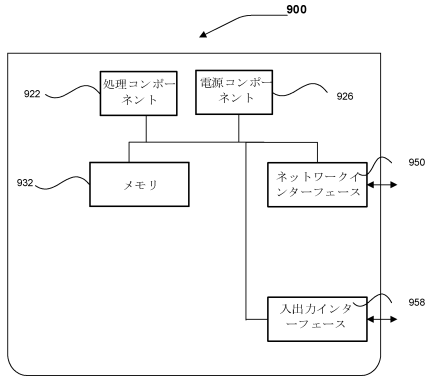 900
処理コンポー
ネント
922
電源コンポー
ネント
926
932
メモリ
ネットワークイ
ンターフェース
950
入出力インタ
ーフェース
958